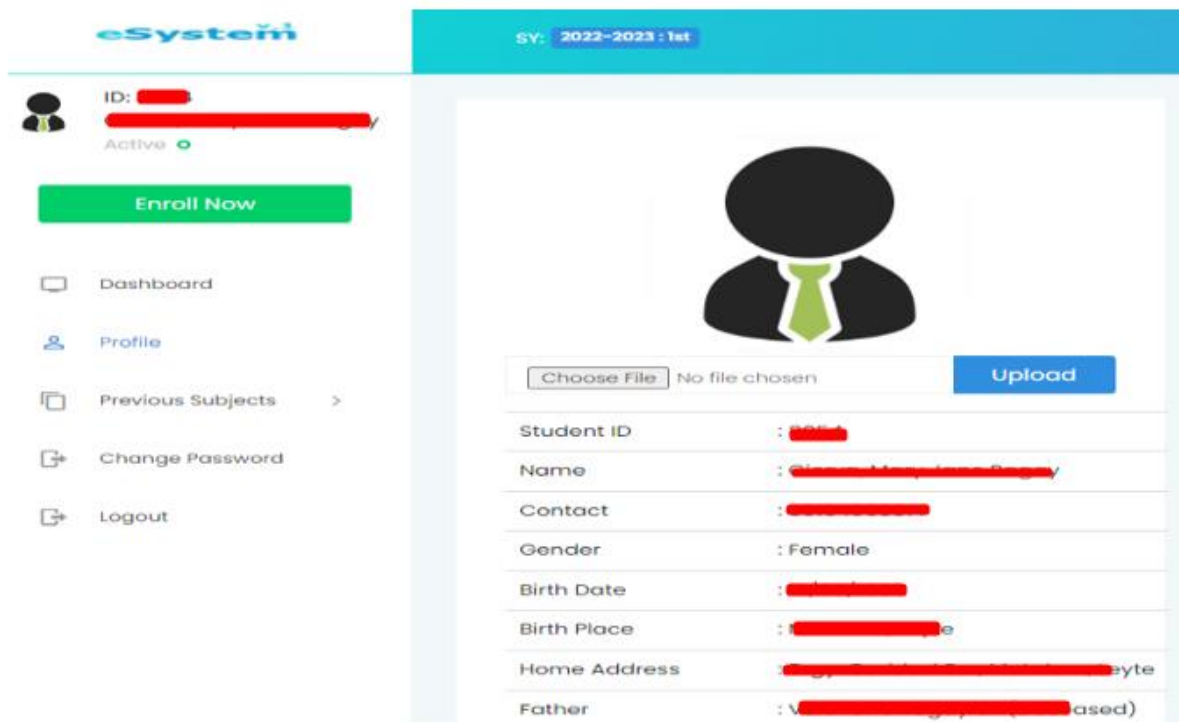 eSystem
SY: 2022-2023 : 1st
ID:
Active
Enroll Now
Dashboard
Profile
Previous Subjects >
Change Password
Logout
Choose File No file chosen
Upload
Student ID :
Name :
Contact :
Gender : Female
Birth Date :
Birth Place :
Home Address :
Father :